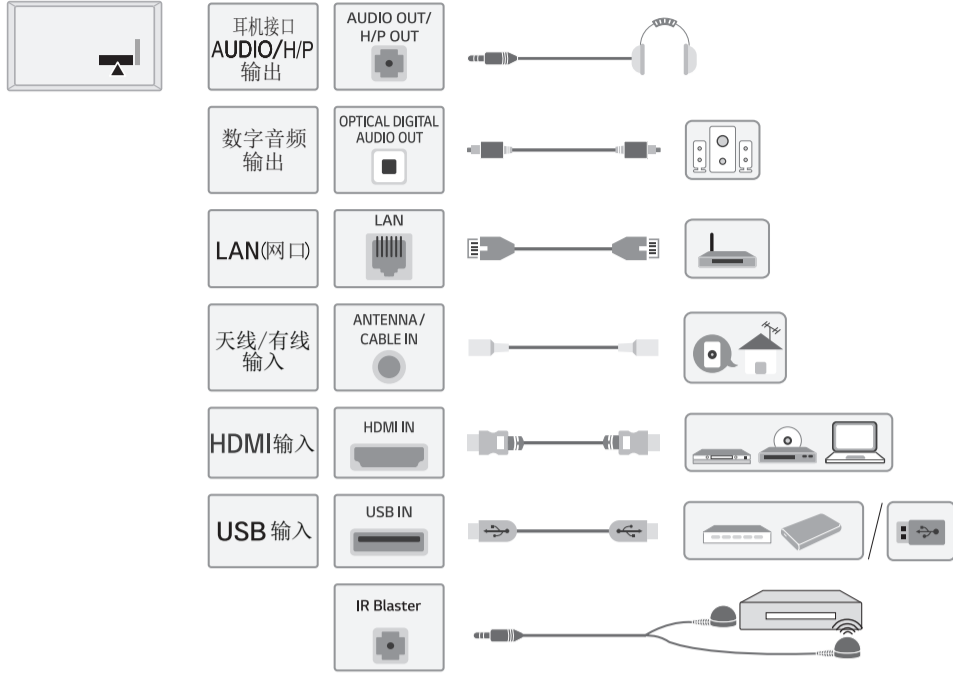 耳机接口
AUDIO/H/P
输出
AUDIO OUT/
H/P OUT
数字音频
输出
OPTICAL DIGITAL
AUDIO OUT
LAN(网口)
LAN
天线/有线
输入
ANTENNA/
CABLE IN
HDMI输入
HDMI IN
USB 输入
USB IN
IR Blaster